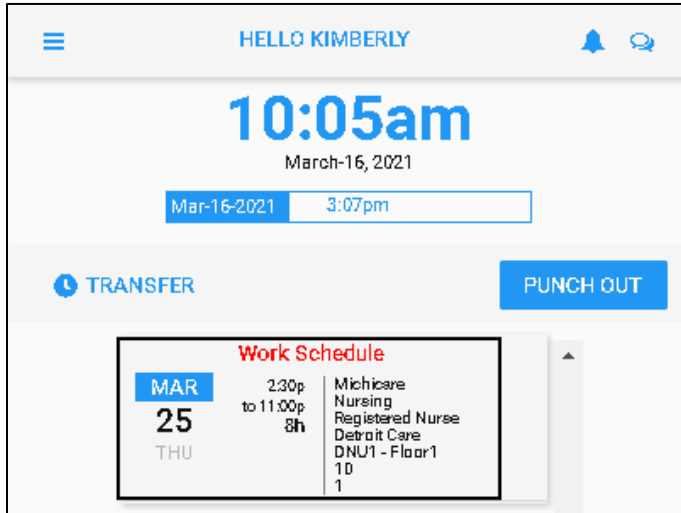 HELLO KIMBERLY
10:05am
March-16, 2021
Mar-16-2021 3:07pm
TRANSFER
PUNCH OUT
Work Schedule
MAR
25
THU
2:30p
to 11:00p
8h
Michicare
Nursing
Registered Nurse
Detroit Care
DNU1 - Floor1
10
1